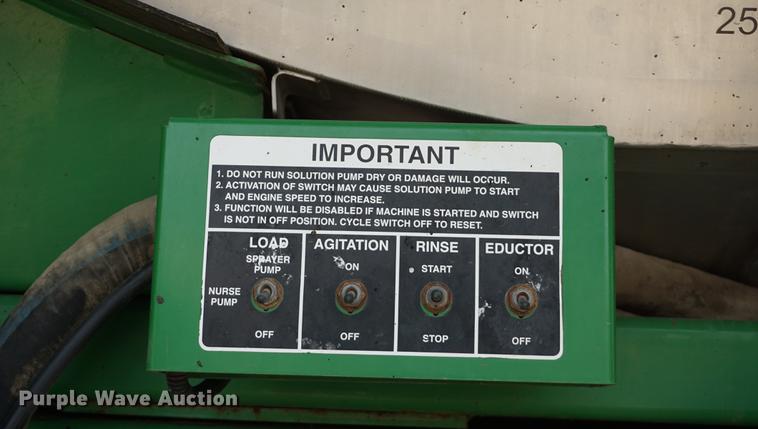 25
IMPORTANT
1. DO NOT RUN SOLUTION PUMP DRY OR DAMAGE WILL OCCUR.
2. ACTIVATION OF SWITCH MAY CAUSE SOLUTION PUMP TO START
AND ENGINE SPEED TO INCREASE.
3. FUNCTION WILL BE DISABLED IF MACHINE IS STARTED AND SWITCH
IS NOT IN OFF POSITION. CYCLE SWITCH OFF TO RESET.
LOAD
SPRAYER
PUMP
NURSE
PUMP
OFF
AGITATION
ON
OFF
RINSE
START
STOP
EDUCTOR
ON
OFF
Purple Wave Auction